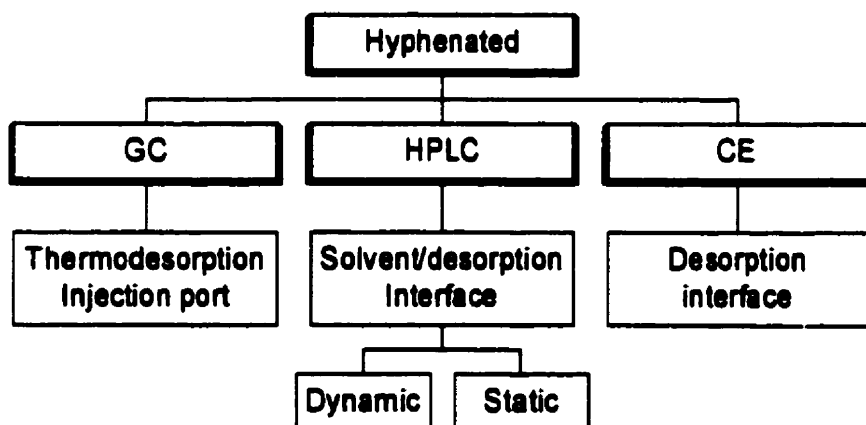 Hyphenated
GC
HPLC
CE
Thermodesorption
Injection port
Solvent/desorption
Interface
Desorption
interface
Dynamic
Static